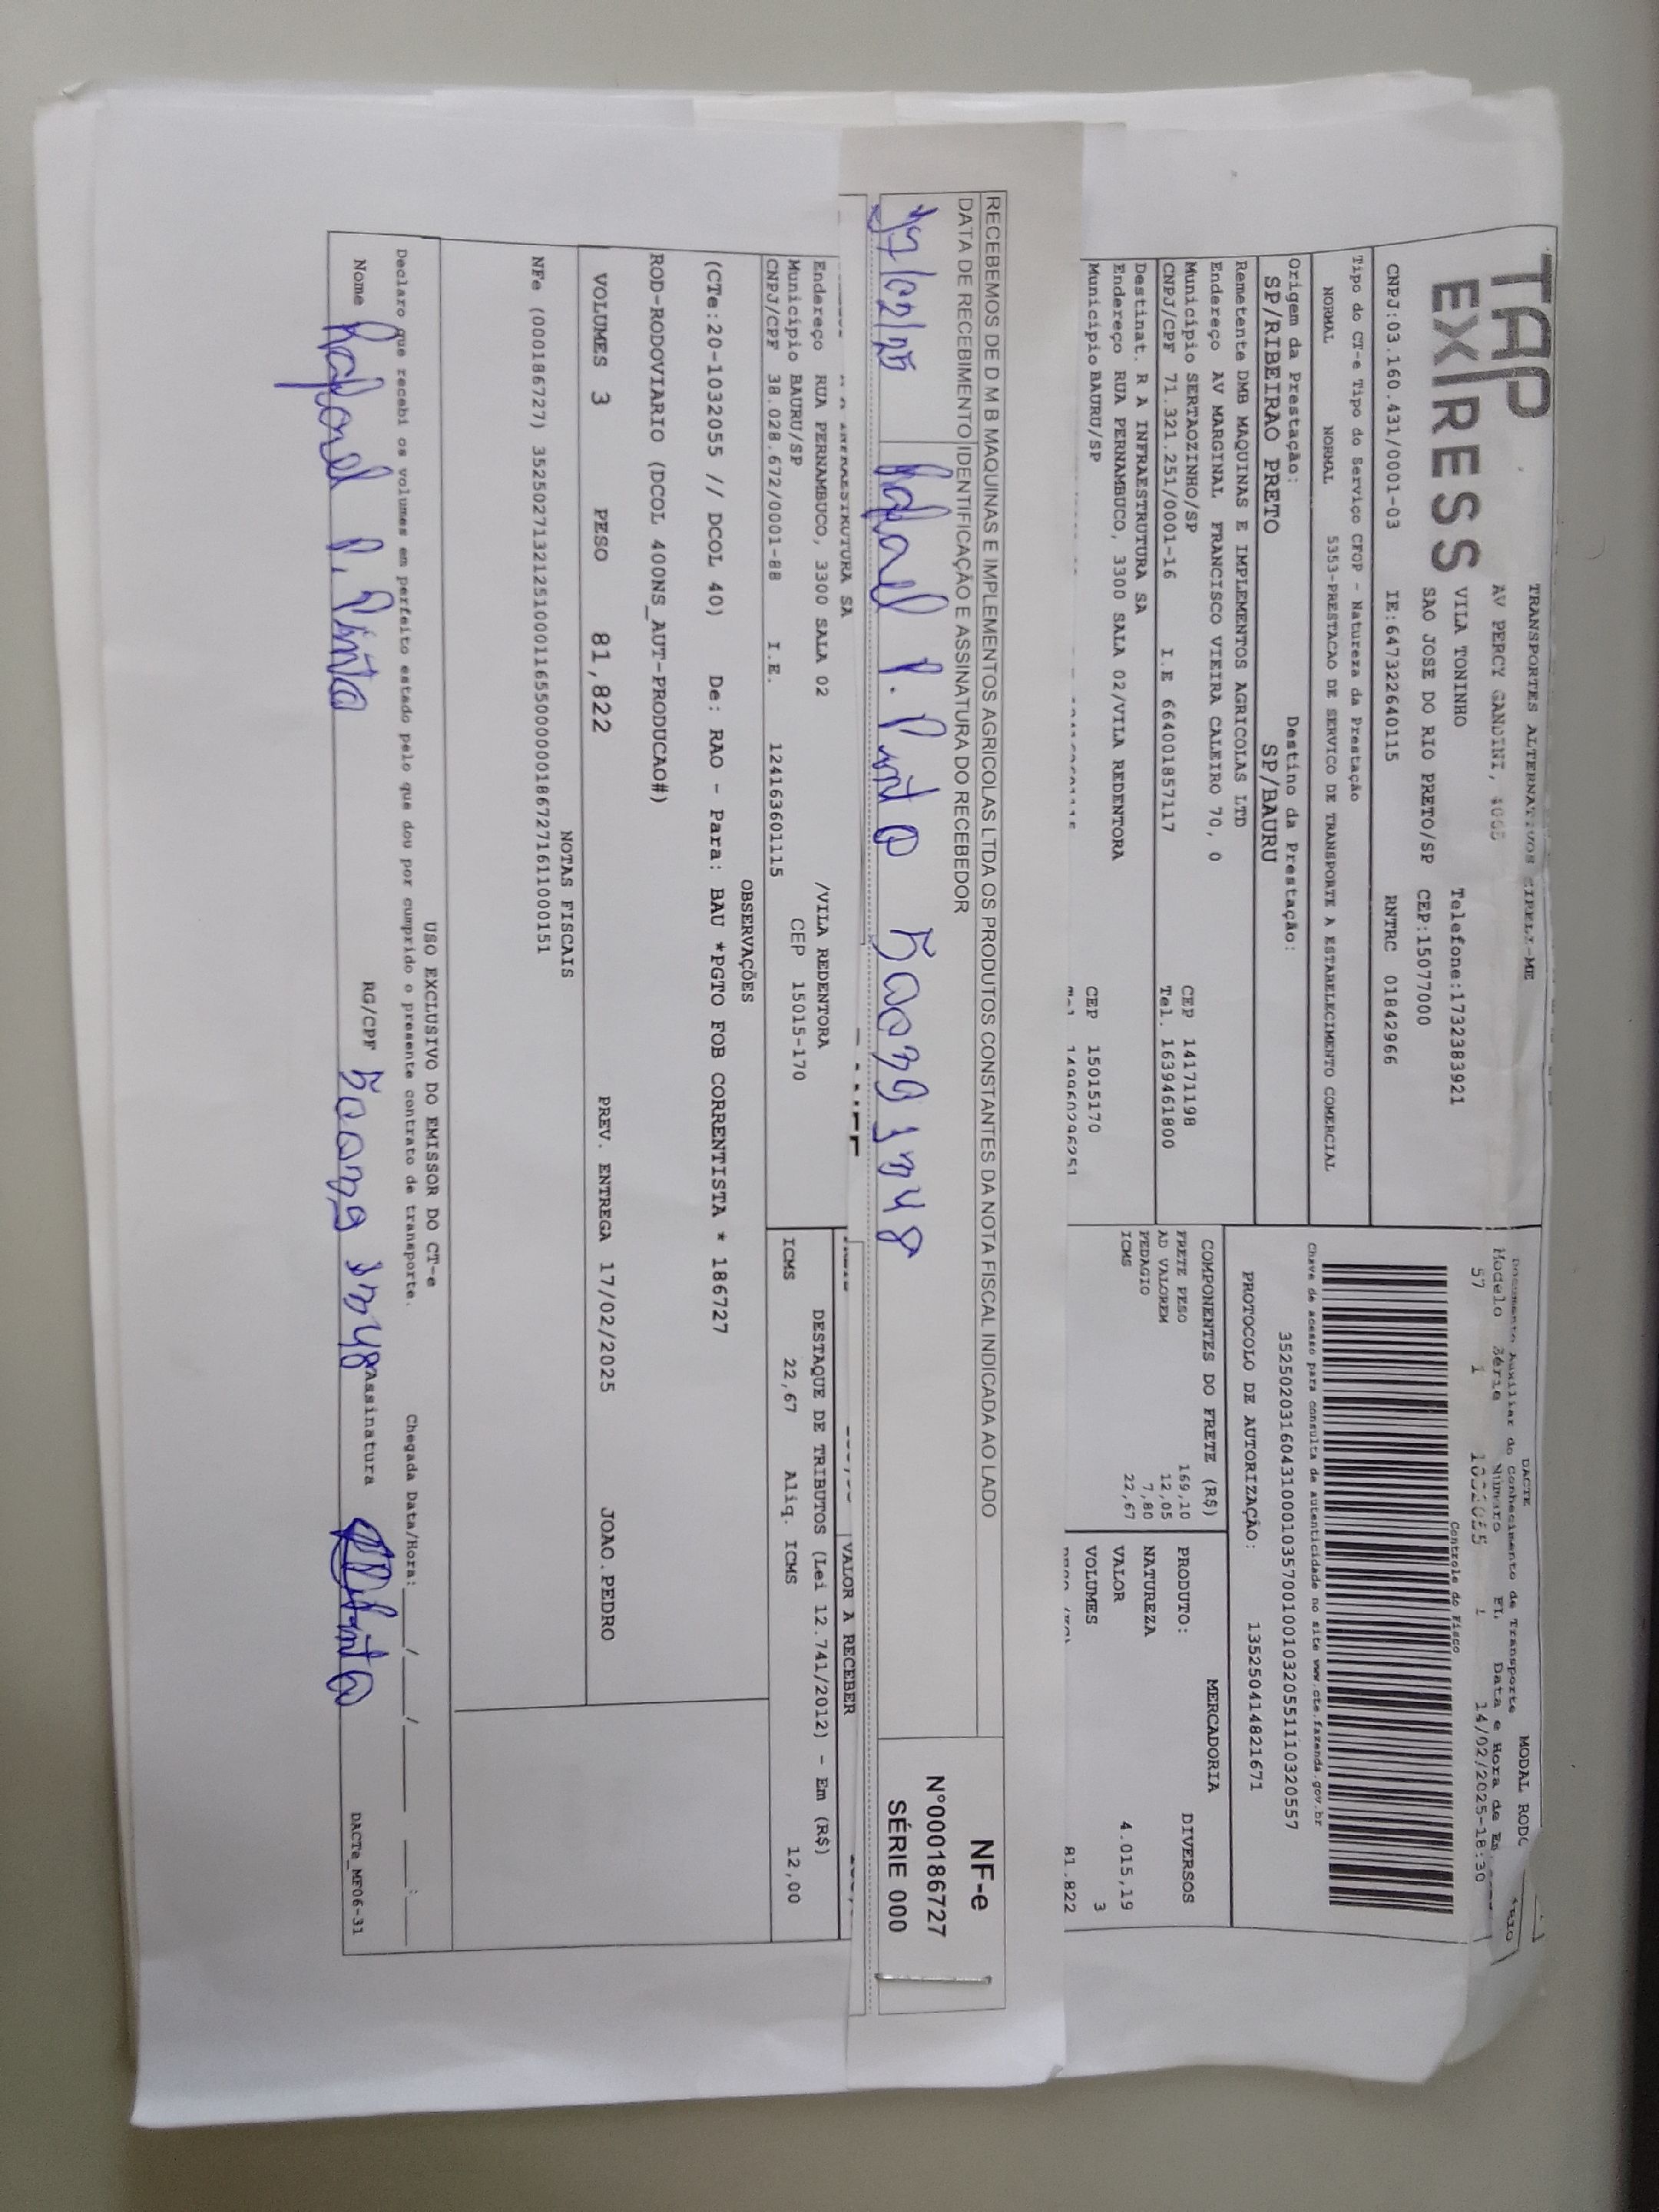 TAP
EXPRESS
TRANSPORTES ALTERNATIVOS EIRELI-ME
AV PERCY GANDINI,
VILA TONINHO
SAO JOSE DO RIO PRETO/SP
Telefone:1732383921
CEP:15077000
CNPJ:03.160.431/0001-03 IE:647322640115 RNTRC 01842966
DACTE
Documento Auxiliar do Conhecimento de Transporte
MODAL
Modelo Série Número FL Data e Hora de
57 1 1032055 1 14/02/2025-18:30
Controle do Fisco
Chave de acesso para consulta de autenticidade no site www.cte.fazenda.gov.br
35250203160431000103570010010320551110320557
PROTOCOLO DE AUTORIZAÇÃO: 135250414821671
Tipo do CT-e Tipo do Serviço CFOP - Natureza da Prestação
NORMAL NORMAL 5353-PRESTACAO DE SERVICO DE TRANSPORTE A ESTABELECIMENTO COMERCIAL
Origem da Prestação: Destino da Prestação:
SP/RIBEIRAO PRETO SP/BAURU
Remetente DMB MAQUINAS E IMPLEMENTOS AGRICOLAS LTD
Endereço AV MARGINAL FRANCISCO VIEIRA CALEIRO 70, 0
Município SERTAOZINHO/SP CEP 14171198
CNPJ/CPF 71.321.251/0001-16 I.E 664001857117 Tel. 1639461800
Destinat. R A INFRAESTRUTURA SA
Endereço RUA PERNAMBUCO, 3300 SALA 02/VILA REDENTORA
Município BAURU/SP CEP 15015170
COMPONENTES DO FRETE (R$)
FRETE PESO 169,10
AD VALOREM 12,05
PEDAGIO 7,80
ICMS 22,67
MERCADORIA
PRODUTO: DIVERSOS
NATUREZA
VALOR 4.015,19
VOLUMES 3
81.822
RECEBEMOS DE D M B MAQUINAS E IMPLEMENTOS AGRICOLAS LTDA OS PRODUTOS CONSTANTES DA NOTA FISCAL INDICADA AO LADO
DATA DE RECEBIMENTO IDENTIFICAÇÃO E ASSINATURA DO RECEBEDOR
17/02/25 Rafael P. Pinto
NF-e
N°000186727
SÉRIE 000
VALOR A RECEBER
Endereço RUA PERNAMBUCO, 3300 SALA 02 /VILA REDENTORA
Município BAURU/SP CEP 15015-170
CNPJ/CPF 38.028.672/0001-88 I.E. 124163601115
DESTAQUE DE TRIBUTOS (Lei 12.741/2012) - Em (R$)
ICMS 22,67 Aliq. ICMS 12,00
OBSERVAÇÕES
(CTe:20-1032055 // DCOL 40) De: RAO - Para: BAU *PGTO FOB CORRENTISTA * 186727
ROD-RODOVIARIO (DCOL 400NS_AUT-PRODUCAO#)
VOLUMES 3 PESO 81,822 PREV. ENTREGA 17/02/2025 JOAO.PEDRO
NOTAS FISCAIS
NFe (000186727) 35250271321251000116550000001867271611000151
USO EXCLUSIVO DO EMISSOR DO CT-e
Declaro que recebi os volumes em perfeito estado pelo que dou por cumprido o presente contrato de transporte. Chegada Data/Hora:____/____/____ ___:___
Nome Rafael P. Pinto RG/CPF Assinatura DACTe_MF06-31